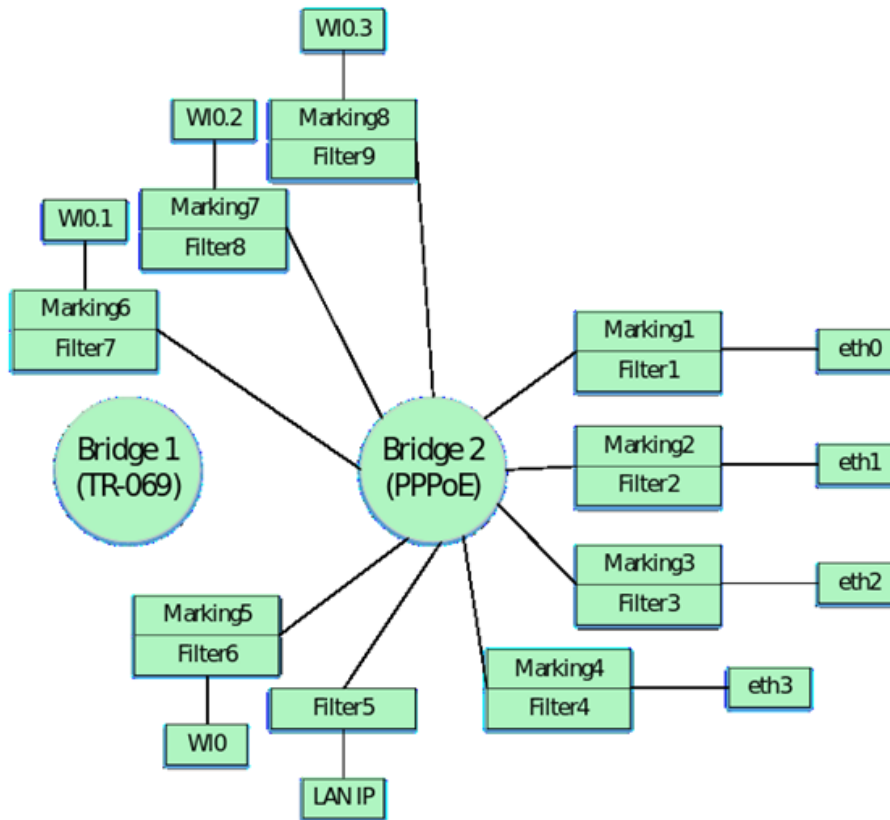 Wl0.3
Marking8
Filter9
Wl0.2
Marking7
Filter8
Wl0.1
Marking6
Filter7
Marking1
Filter1
eth0
Bridge 1
(TR-069)
Bridge 2
(PPPoE)
Marking2
Filter2
eth1
Marking3
Filter3
eth2
Marking5
Filter6
Wl0
Filter5
LAN IP
Marking4
Filter4
eth3